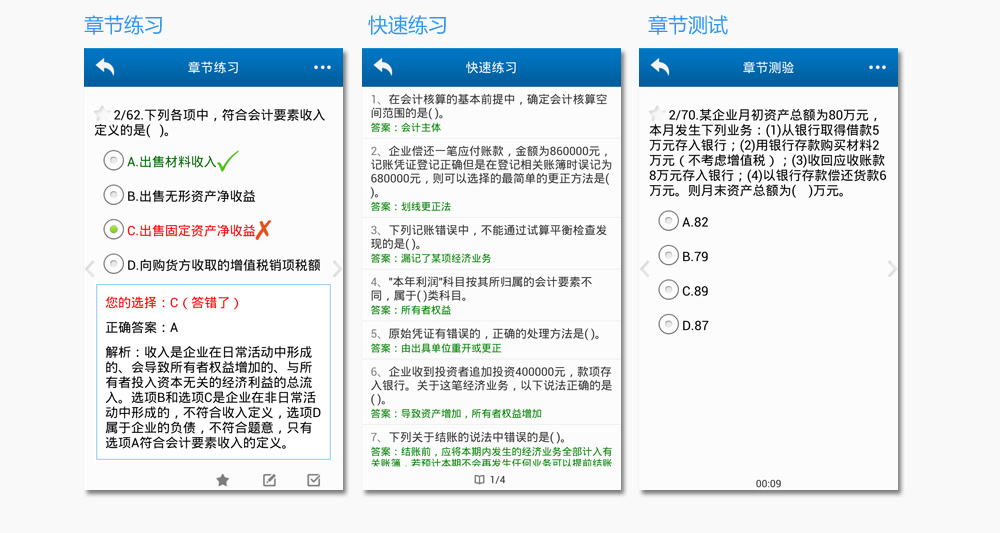 章节练习
章节练习
2/62.下列各项中，符合会计要素收入
定义的是(  )。
A.出售材料收入
B.出售无形资产净收益
C.出售固定资产净收益
D.向购货方收取的增值税销项税额
您的选择：C（答错了）
正确答案：A
解析：收入是企业在日常活动中形成
的、会导致所有者权益增加的、与所
有者投入资本无关的经济利益的总流
入。选项B和选项C是企业在非日常活
动中形成的，不符合收入定义，选项D
属于企业的负债，不符合题意，只有
选项A符合会计要素收入的定义。
快速练习
快速练习
1、在会计核算的基本前提中，确定会计核算空
间范围的是( )。
答案：会计主体
2、企业偿还一笔应付账款，金额为860000元，
记账凭证登记正确但是在登记相关账簿时误记为
680000元，则可以选择的最简单的更正方法是(
)。
答案：划线更正法
3、下列记账错误中，不能通过试算平衡检查发
现的是( )。
答案：漏记了某项经济业务
4、"本年利润"科目按其所归属的会计要素不
同，属于( )类科目。
答案：所有者权益
5、原始凭证有错误的，正确的处理方法是( )。
答案：由出具单位重开或更正
6、企业收到投资者追加投资400000元，款项存
入银行。关于这笔经济业务，以下说法正确的是
( )。
答案：导致资产增加，所有者权益增加
7、下列关于结账的说法中错误的是( )。
答案：结账前，应将本期内发生的经济业务全部计入有
关账簿，若预计本期不会再发生任何业务可以提前结账
1/4
章节测试
章节测验
2/70.某企业月初资产总额为80万元，
本月发生下列业务：(1)从银行取得借款5
万元存入银行；(2)用银行存款购买材料2
万元（不考虑增值税）；(3)收回应收账款
8万元存入银行；(4)以银行存款偿还货款6
万元。则月末资产总额为(  )万元。
A.82
B.79
C.89
D.87
00:09